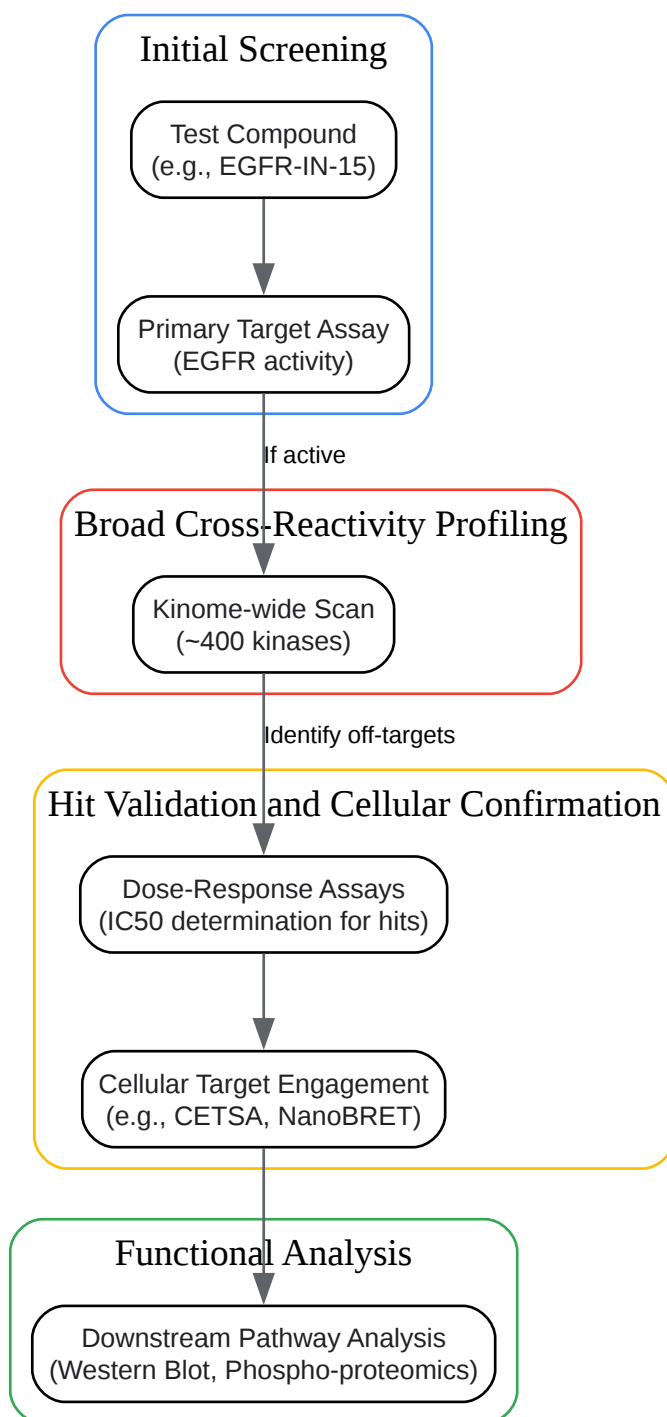 Initial Screening
Test Compound
(e.g., EGFR-IN-15)
Primary Target Assay
(EGFR activity)
If active
Broad Cross-Reactivity Profiling
Kinome-wide Scan
(~400 kinases)
Identify off-targets
Hit Validation and Cellular Confirmation
Dose-Response Assays
(IC50 determination for hits)
Cellular Target Engagement
(e.g., CETSA, NanoBRET)
Functional Analysis
Downstream Pathway Analysis
(Western Blot, Phospho-proteomics)